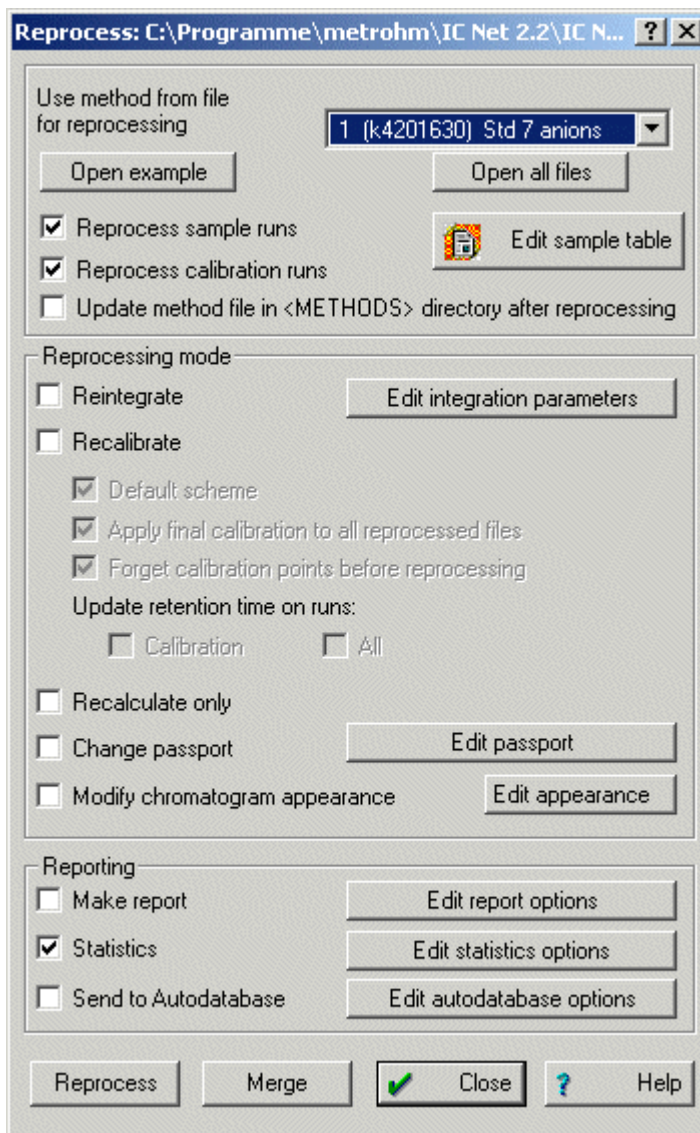 Reprocess: C:\Programme\metrohm\IC Net 2.2\IC N...
Use method from file
for reprocessing
1 (k4201630) Std 7 anions
Open example
Open all files
Reprocess sample runs
Edit sample table
Reprocess calibration runs
Update method file in <METHODS> directory after reprocessing
Reprocessing mode
Reintegrate
Edit integration parameters
Recalibrate
Default scheme
Apply final calibration to all reprocessed files
Forget calibration points before reprocessing
Update retention time on runs:
Calibration
All
Recalculate only
Change passport
Edit passport
Modify chromatogram appearance
Edit appearance
Reporting
Make report
Edit report options
Statistics
Edit statistics options
Send to Autodatabase
Edit autodatabase options
Reprocess
Merge
Close
? Help